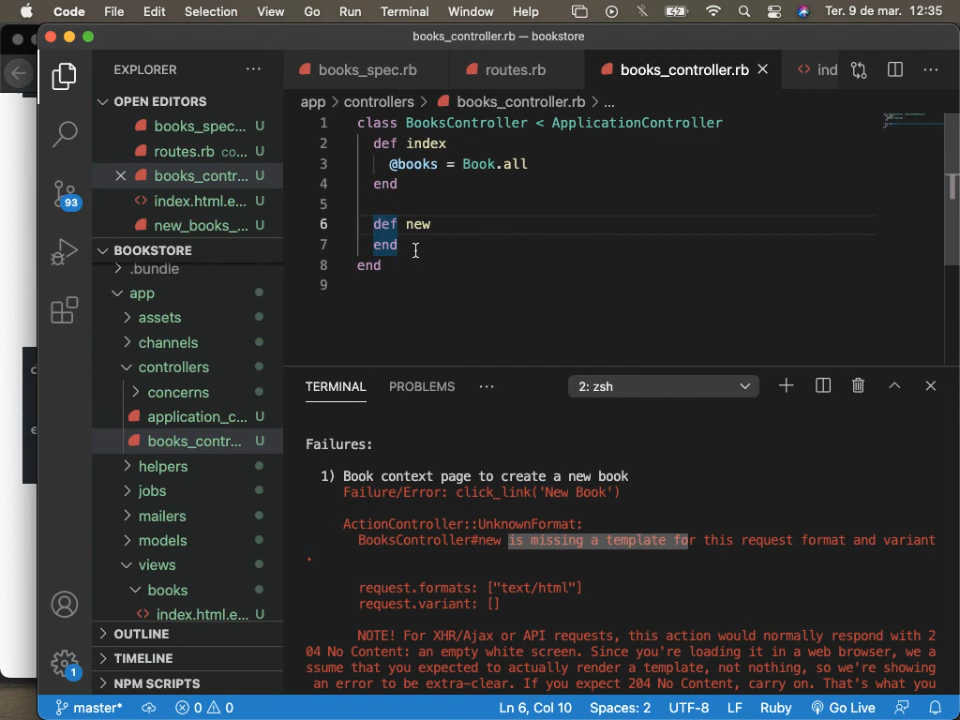 Code File Edit Selection View Go Run Terminal Window Help Ter. 9 de mar. 12:35
books_controller.rb — bookstore
EXPLORER
books_spec.rb routes.rb books_controller.rb ind
OPEN EDITORS
app controllers books_controller.rb ...
books_spec... U
routes.rb co... U
books_contr... U
index.html.e... U
new_books_... U
1 class BooksController < ApplicationController
2 def index
3 @books = Book.all
4 end
5
6 def new
7 end
8 end
9
93
BOOKSTORE
.bundle
app
assets
channels
controllers
concerns
application_c... U
books_contr... U
helpers
jobs
mailers
models
views
books
index.html.e... U
OUTLINE
TIMELINE
NPM SCRIPTS
1
TERMINAL PROBLEMS ... 2: zsh
Failures:
1) Book context page to create a new book
Failure/Error: click_link('New Book')
ActionController::UnknownFormat:
BooksController#new is missing a template for this request format and variant
.
request.formats: ["text/html"]
request.variant: []
NOTE! For XHR/Ajax or API requests, this action would normally respond with 2
04 No Content: an empty white screen. Since you're loading it in a web browser, we a
ssume that you expected to actually render a template, not nothing, so we're showing
an error to be extra-clear. If you expect 204 No Content, carry on. That's what you
master* 0 0 Ln 6, Col 10 Spaces: 2 UTF-8 LF Ruby Go Live